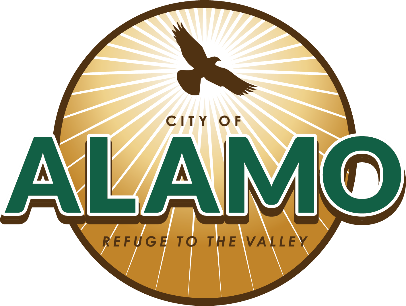 CITY OF
ALAMO
REFUGE TO THE VALLEY